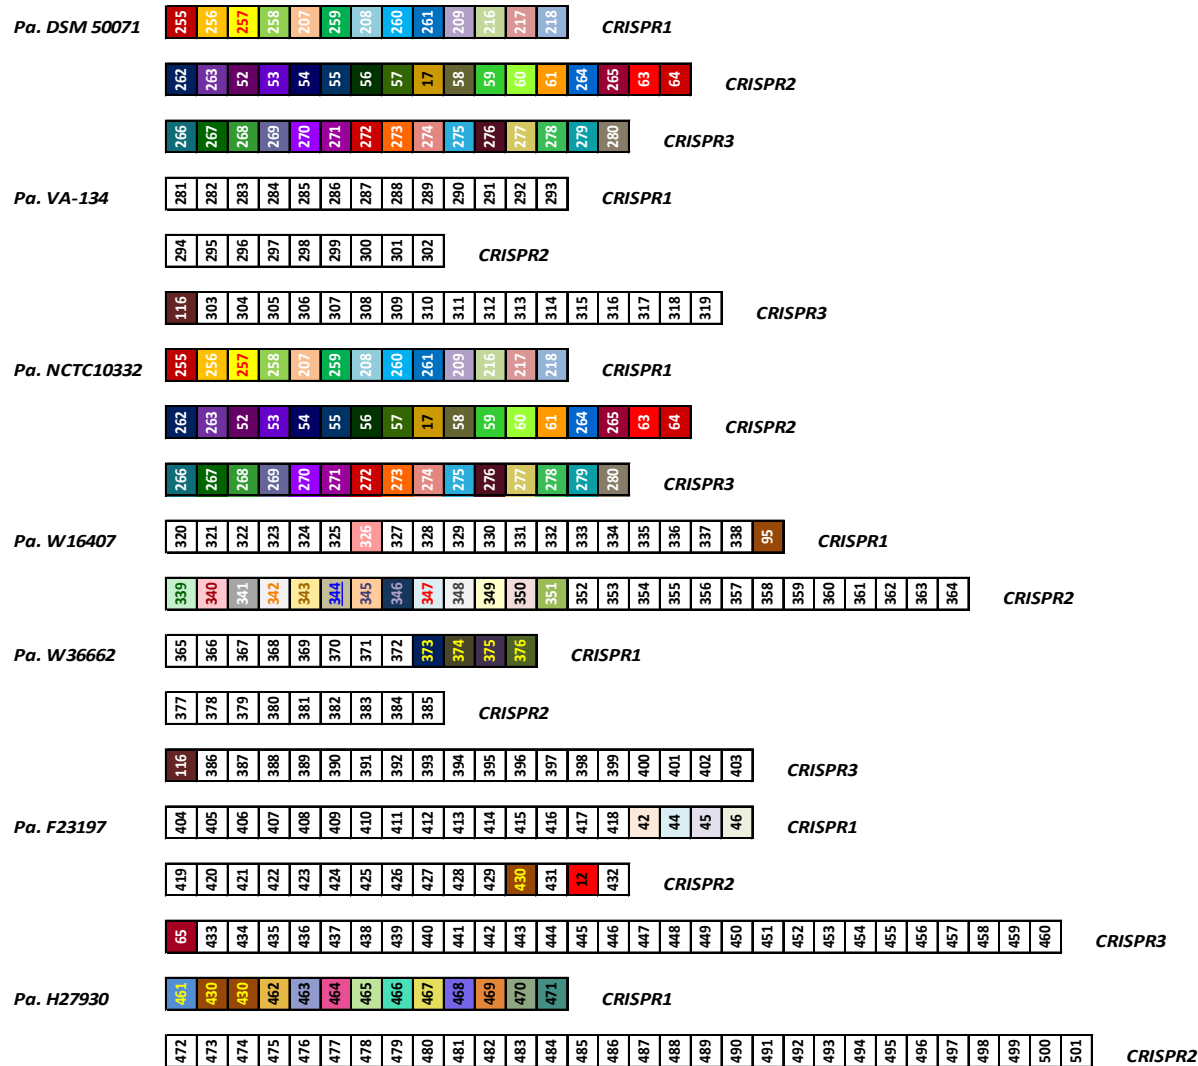 Pa. DSM 50071 255 256 257 258 207 259 208 260 261 209 216 217 218 CRISPR1
262 263 52 53 54 55 56 57 17 58 59 60 61 264 265 63 64 CRISPR2
266 267 268 269 270 271 272 273 274 275 276 277 278 279 280 CRISPR3
Pa. VA-134 281 282 283 284 285 286 287 288 289 290 291 292 293 CRISPR1
294 295 296 297 298 299 300 301 302 CRISPR2
116 303 304 305 306 307 308 309 310 311 312 313 314 315 316 317 318 319 CRISPR3
Pa. NCTC10332 255 256 257 258 207 259 208 260 261 209 216 217 218 CRISPR1
262 263 52 53 54 55 56 57 17 58 59 60 61 264 265 63 64 CRISPR2
266 267 268 269 270 271 272 273 274 275 276 277 278 279 280 CRISPR3
Pa. W16407 320 321 322 323 324 325 326 327 328 329 330 331 332 333 334 335 336 337 338 95 CRISPR1
339 340 341 342 343 344 345 346 347 348 349 350 351 352 353 354 355 356 357 358 359 360 361 362 363 364 CRISPR2
Pa. W36662 365 366 367 368 369 370 371 372 373 374 375 376 CRISPR1
377 378 379 380 381 382 383 384 385 CRISPR2
116 386 387 388 389 390 391 392 393 394 395 396 397 398 399 400 401 402 403 CRISPR3
Pa. F23197 404 405 406 407 408 409 410 411 412 413 414 415 416 417 418 42 44 45 46 CRISPR1
419 420 421 422 423 424 425 426 427 428 429 430 431 12 432 CRISPR2
65 433 434 435 436 437 438 439 440 441 442 443 444 445 446 447 448 449 450 451 452 453 454 455 456 457 458 459 460 CRISPR3
Pa. H27930 461 430 430 462 463 464 465 466 467 468 469 470 471 CRISPR1
472 473 474 475 476 477 478 479 480 481 482 483 484 485 486 487 488 489 490 491 492 493 494 495 496 497 498 499 500 501 CRISPR2